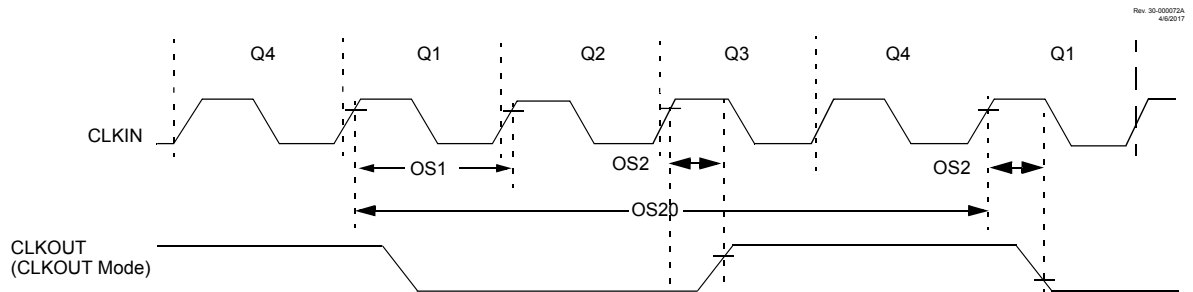 Rev. 30-000072A
4/6/2017
Q4 Q1 Q2 Q3 Q4 Q1
CLKIN
OS1 OS2 OS2
OS20
CLKOUT
(CLKOUT Mode)